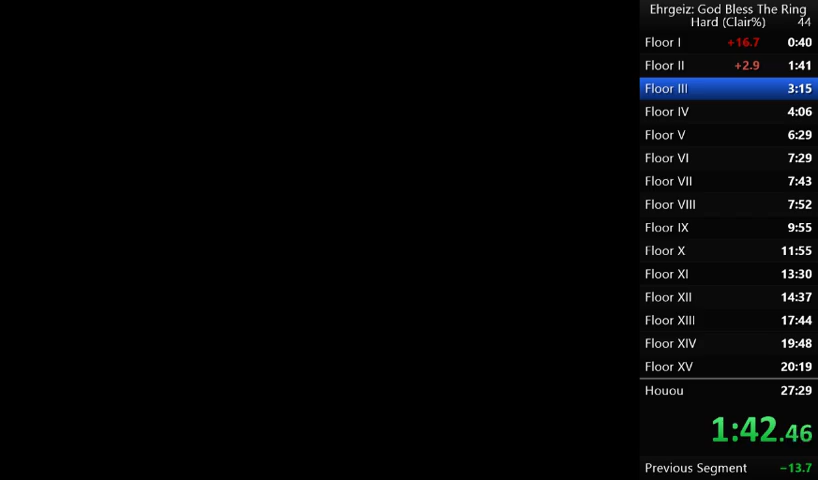 Ehrgeiz: God Bless The Ring
Hard (Clair%) 44
Floor I +16.7 0:40
Floor II +2.9 1:41
Floor III 3:15
Floor IV 4:06
Floor V 6:29
Floor VI 7:29
Floor VII 7:43
Floor VIII 7:52
Floor IX 9:55
Floor X 11:55
Floor XI 13:30
Floor XII 14:37
Floor XIII 17:44
Floor XIV 19:48
Floor XV 20:19
Houou 27:29
1:42.46
Previous Segment −13.7